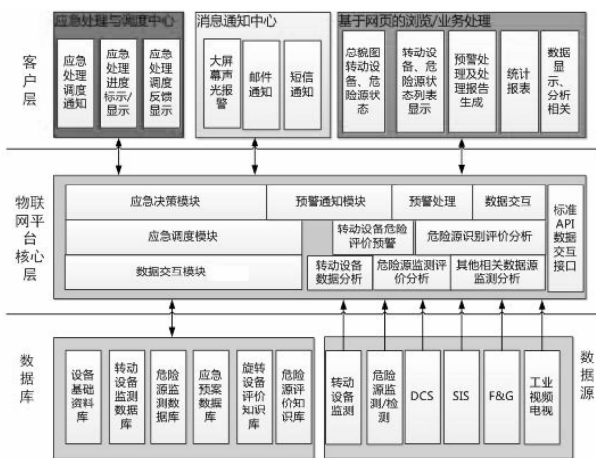 应急处理与调度中心
消息通知中心
基于网页的浏览/业务处理
客户层
应急处理调度通知
应急处理进度标示/显示
应急处理调度反馈显示
大屏幕声光报警
邮件通知
短信通知
总貌图转动设备、危险源状态
转动设备、危险源状态列表显示
预警处理及处理报告生成
统计报表
数据显示、分析相关
物联网平台核心层
应急决策模块
预警通知模块
预警处理
数据交互
标准API数据交互接口
应急调度模块
转动设备危险评价预警
危险源识别评价分析
数据交互模块
转动设备数据分析
危险源监测评价分析
其他相关数据源监测分析
数据库
设备基础资料库
转动设备监测数据库
危险源监测数据库
应急预案数据库
旋转设备评价知识库
危险源评价知识库
转动设备监测
危险源监测/检测
DCS
SIS
F&G
工业视频电视
数据源